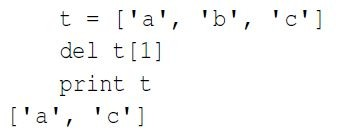 t = ['a', 'b', 'c']
del t[1]
print t
['a', 'c']